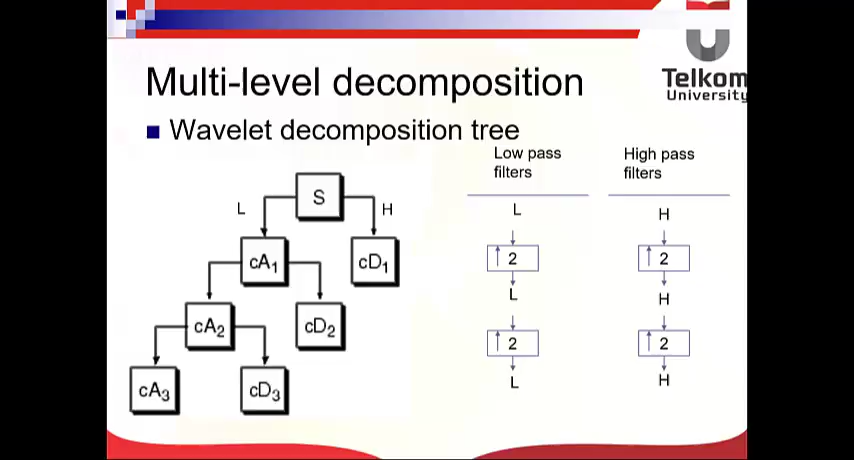 Multi-level decomposition
Telkom
University
Wavelet decomposition tree
Low pass
filters
High pass
filters
S
L
H
cA1
cD1
cA2
cD2
cA3
cD3
L
↑ 2
L
↑ 2
L
H
↑ 2
H
↑ 2
H